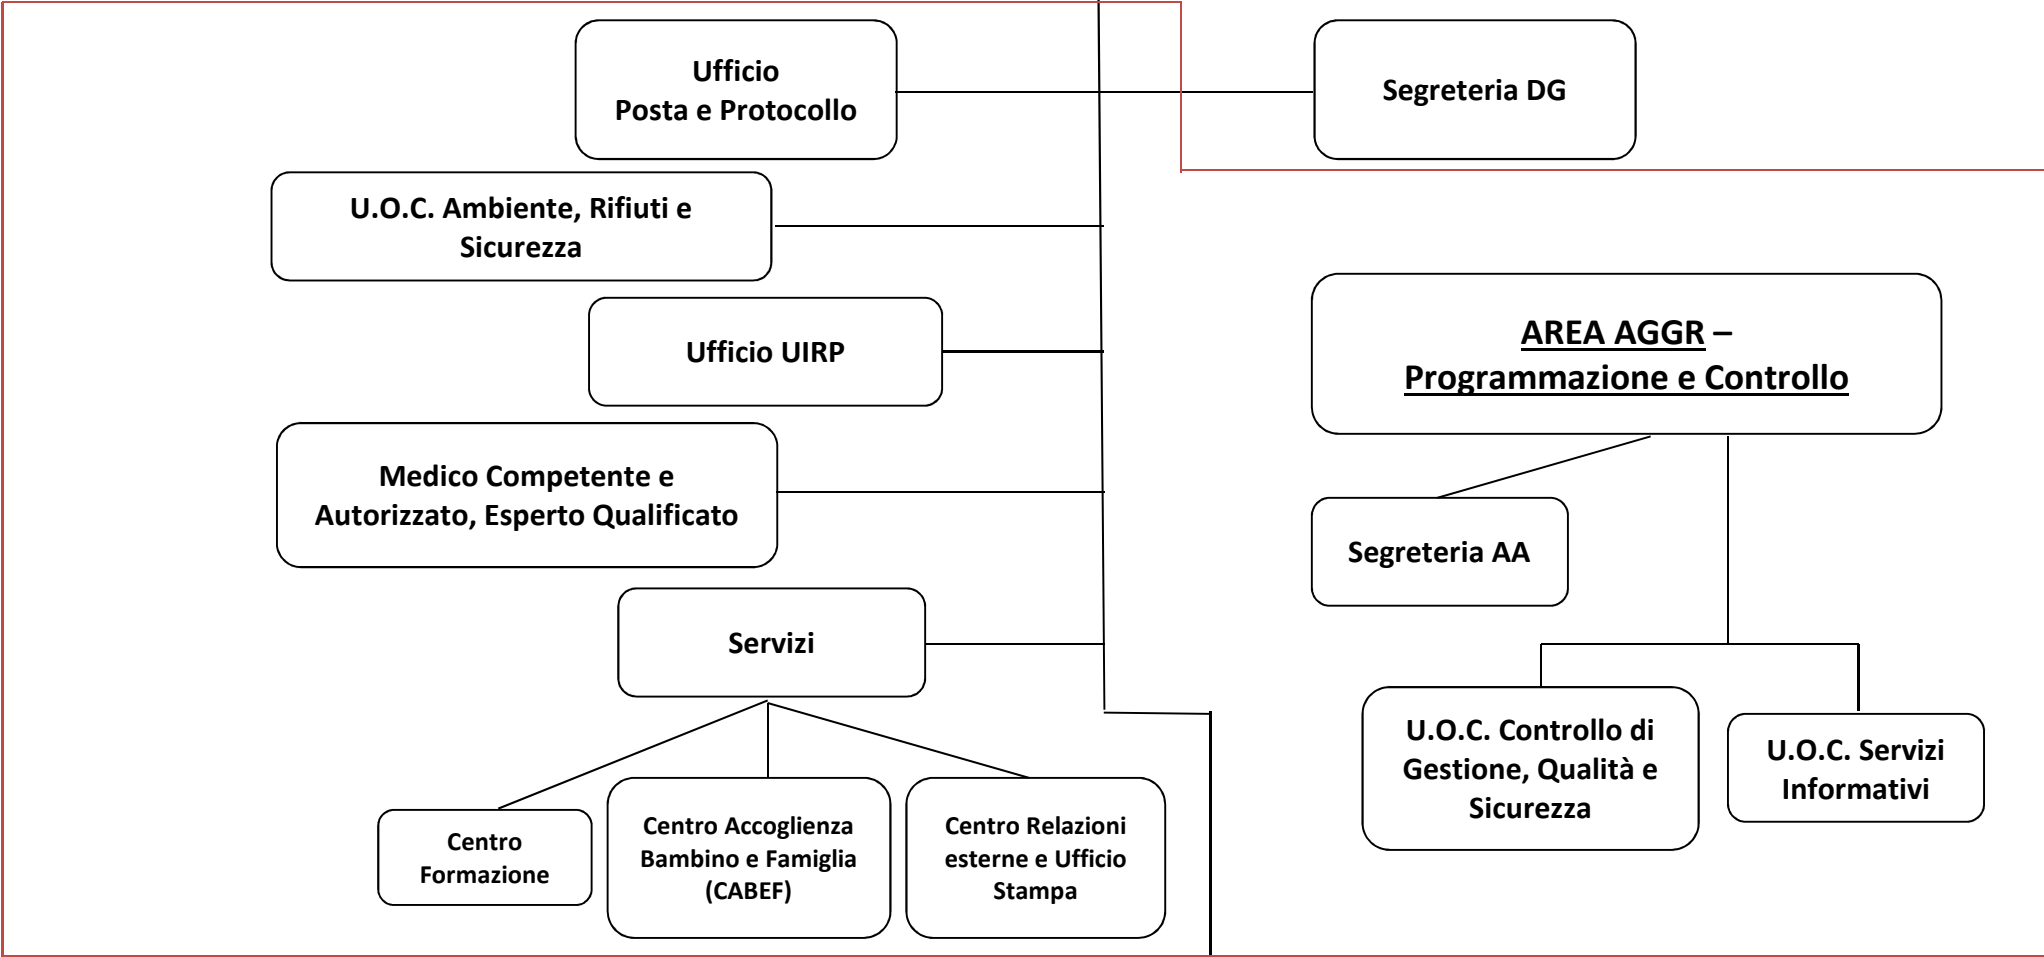 Ufficio
Posta e Protocollo
Segreteria DG
U.O.C. Ambiente, Rifiuti e
Sicurezza
Ufficio UIRP
AREA AGGR –
Programmazione e Controllo
Medico Competente e
Autorizzato, Esperto Qualificato
Segreteria AA
Servizi
U.O.C. Controllo di
Gestione, Qualità e
Sicurezza
U.O.C. Servizi
Informativi
Centro
Formazione
Centro Accoglienza
Bambino e Famiglia
(CABEF)
Centro Relazioni
esterne e Ufficio
Stampa